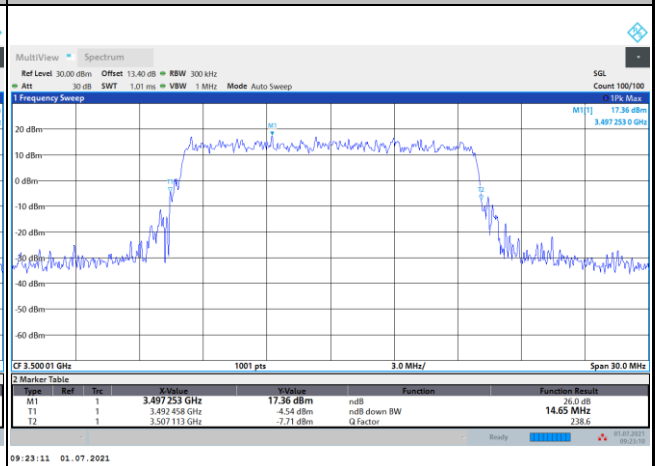 MultiView Spectrum
Ref Level 30.00 dBm Offset 13.40 dB RBW 300 kHz SGL
Att 30 dB SWT 1.01 ms VBW 1 MHz Mode Auto Sweep Count 100/100
1 Frequency Sweep 1Pk Max
M1[1] 17.36 dBm
3.497 253 0 GHz
M1
20 dBm
10 dBm
0 dBm
T1
T2
-10 dBm
-20 dBm
-30 dBm
-40 dBm
-50 dBm
-60 dBm
CF 3.500 01 GHz 1001 pts 3.0 MHz/ Span 30.0 MHz
2 Marker Table
Type Ref Trc X-Value Y-Value Function Function Result
M1 1 3.497 253 GHz 17.36 dBm ndB 26.0 dB
T1 1 3.492 458 GHz -4.54 dBm ndB down BW 14.65 MHz
T2 1 3.507 113 GHz -7.71 dBm Q Factor 238.6
Ready 01.07.2021
09:23:10
09:23:11 01.07.2021